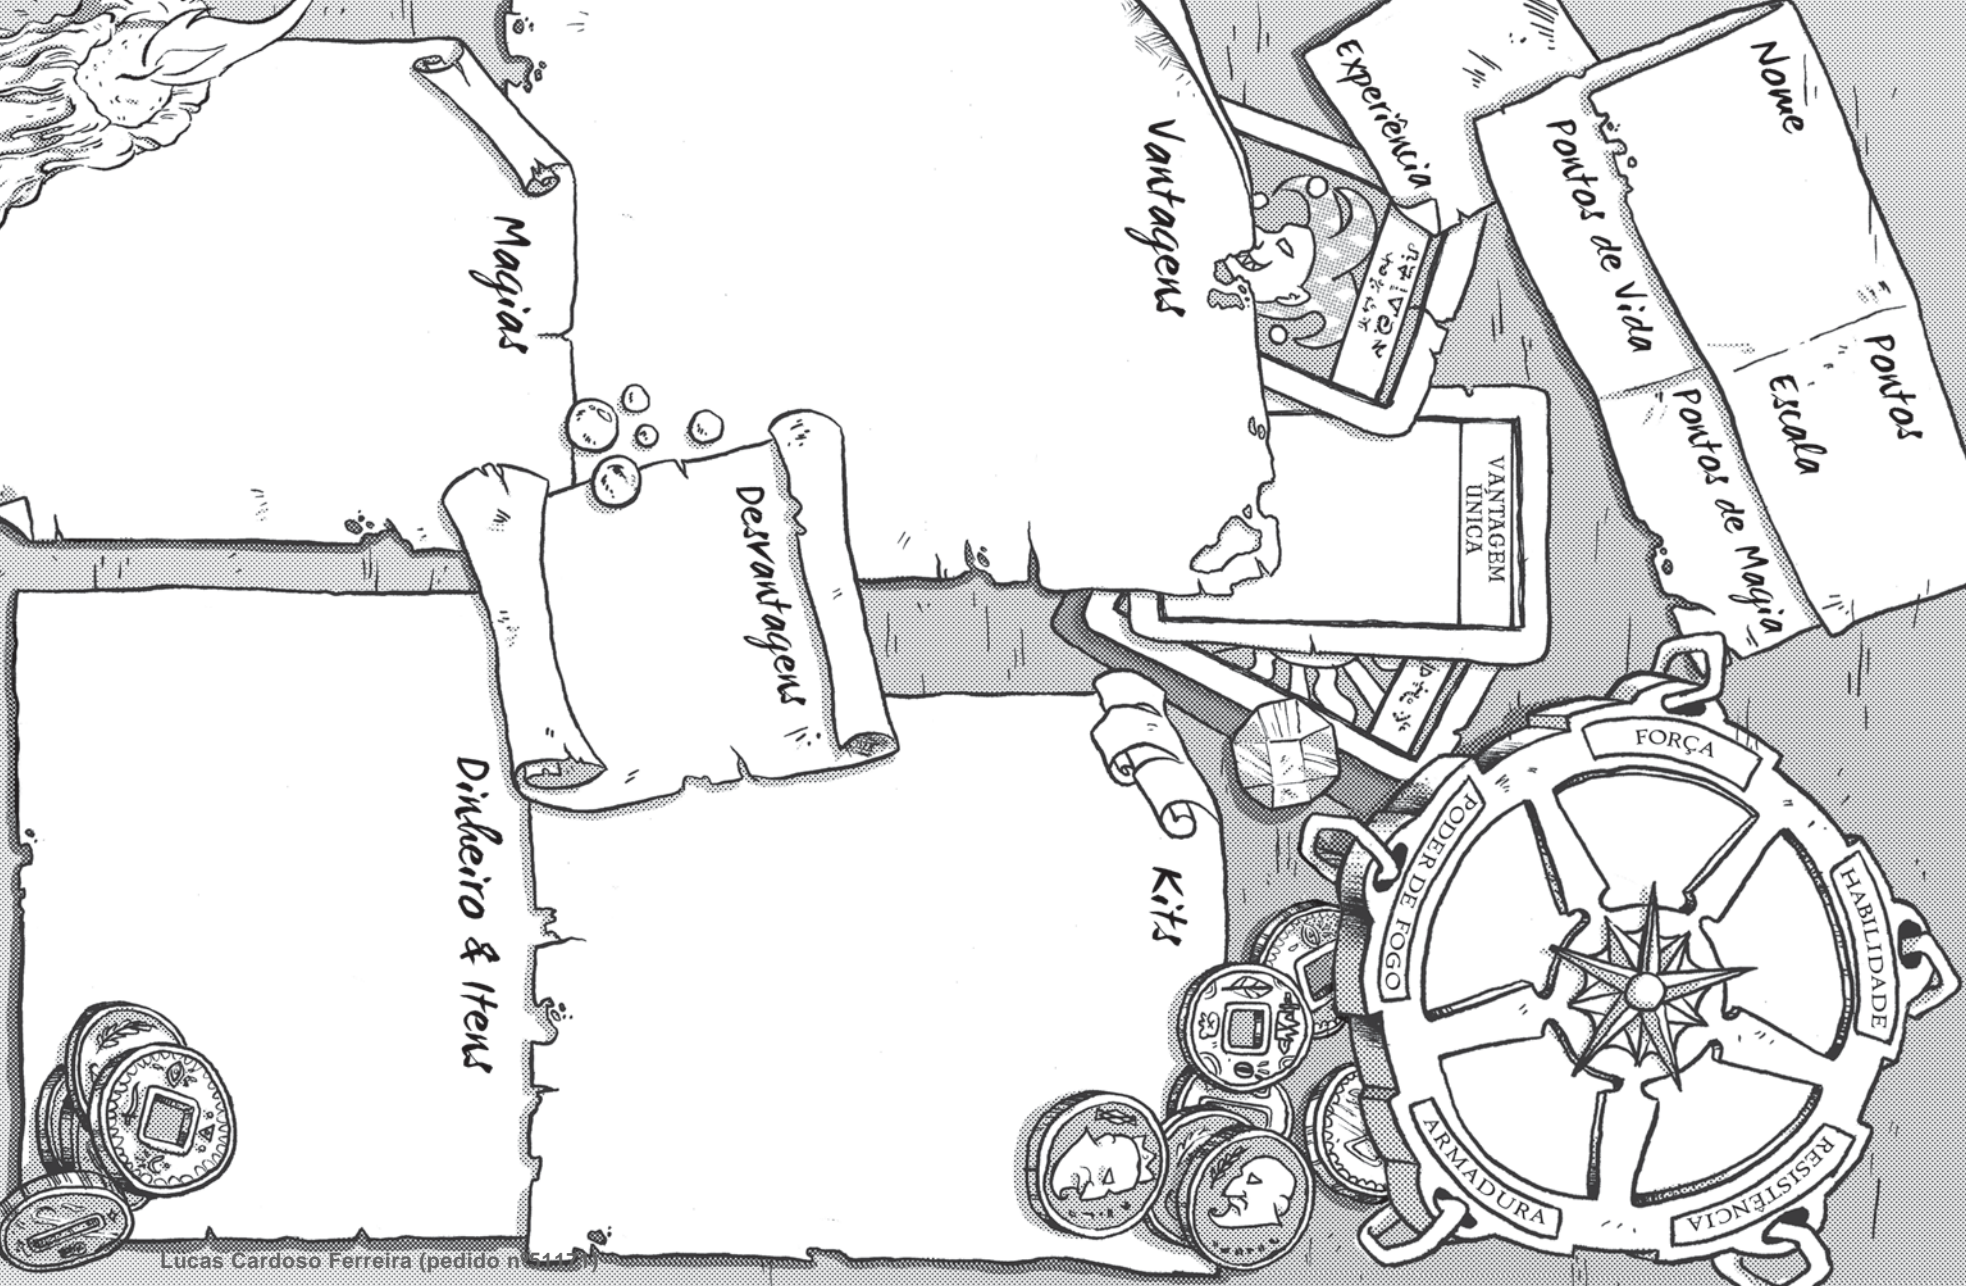 Nome
Pontos
Escala
Pontos de Vida
Pontos de Magia
Experiência
VANTAGEM
ÚNICA
FORÇA
HABILIDADE
RESISTÊNCIA
ARMADURA
PODER DE FOGO
Vantagens
Desvantagens
Kits
Magias
Dinheiro & Itens
Lucas Cardoso Ferreira (pedido